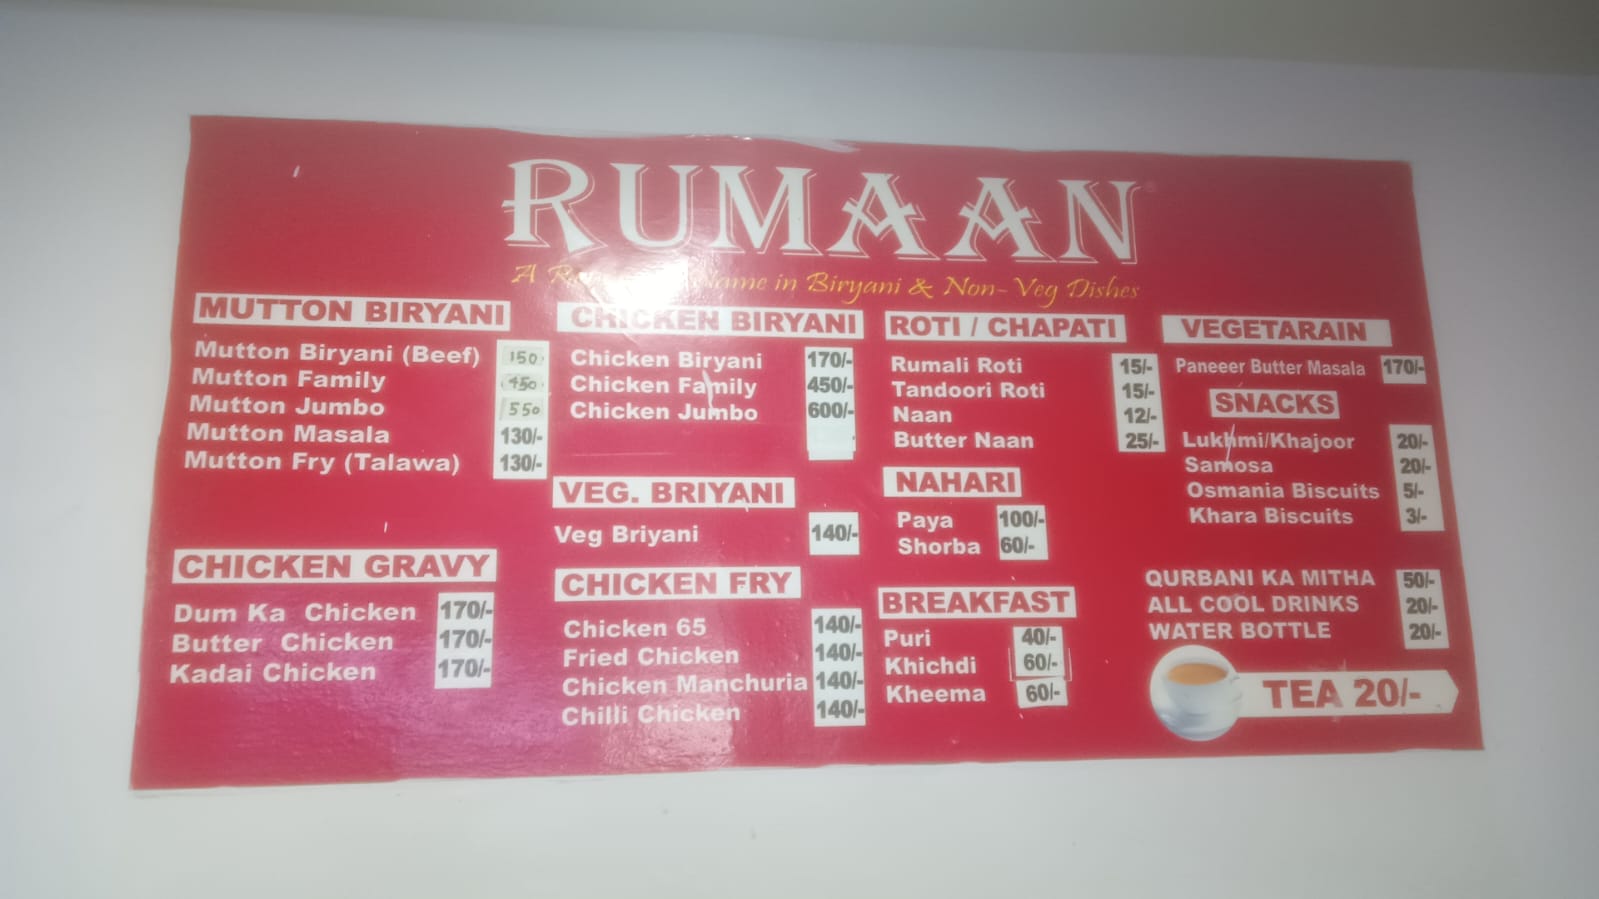 RUMAAN
A name in Biryani & Non-Veg Dishes
MUTTON BIRYANI
Mutton Biryani (Beef) 150
Mutton Family 450
Mutton Jumbo 550
Mutton Masala 130/-
Mutton Fry (Talawa) 130/-
CHICKEN GRAVY
Dum Ka Chicken 170/-
Butter Chicken 170/-
Kadai Chicken 170/-
CHICKEN BIRYANI
Chicken Biryani 170/-
Chicken Family 450/-
Chicken Jumbo 600/-
VEG. BRIYANI
Veg Briyani 140/-
CHICKEN FRY
Chicken 65 140/-
Fried Chicken 140/-
Chicken Manchuria 140/-
Chilli Chicken 140/-
ROTI / CHAPATI
Rumali Roti 15/-
Tandoori Roti 15/-
Naan 12/-
Butter Naan 25/-
NAHARI
Paya 100/-
Shorba 60/-
BREAKFAST
Puri 40/-
Khichdi 60/-
Kheema 60/-
VEGETARAIN
Paneeer Butter Masala 170/-
SNACKS
Lukhmi/Khajoor 20/-
Samosa 20/-
Osmania Biscuits 5/-
Khara Biscuits 3/-
QURBANI KA MITHA 50/-
ALL COOL DRINKS 20/-
WATER BOTTLE 20/-
TEA 20/-